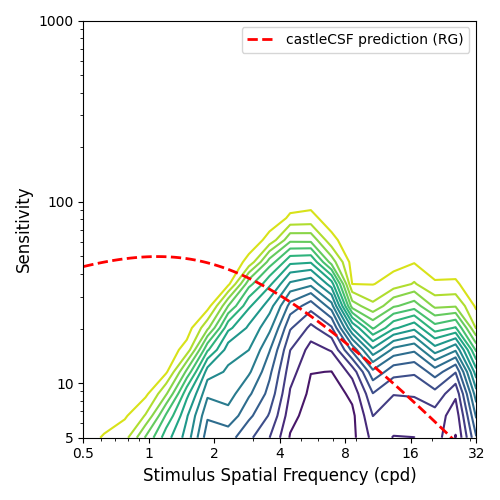 1000
castleCSF prediction (RG)
100
Sensitivity
10
5
0.5 1 2 4 8 16 32
Stimulus Spatial Frequency (cpd)